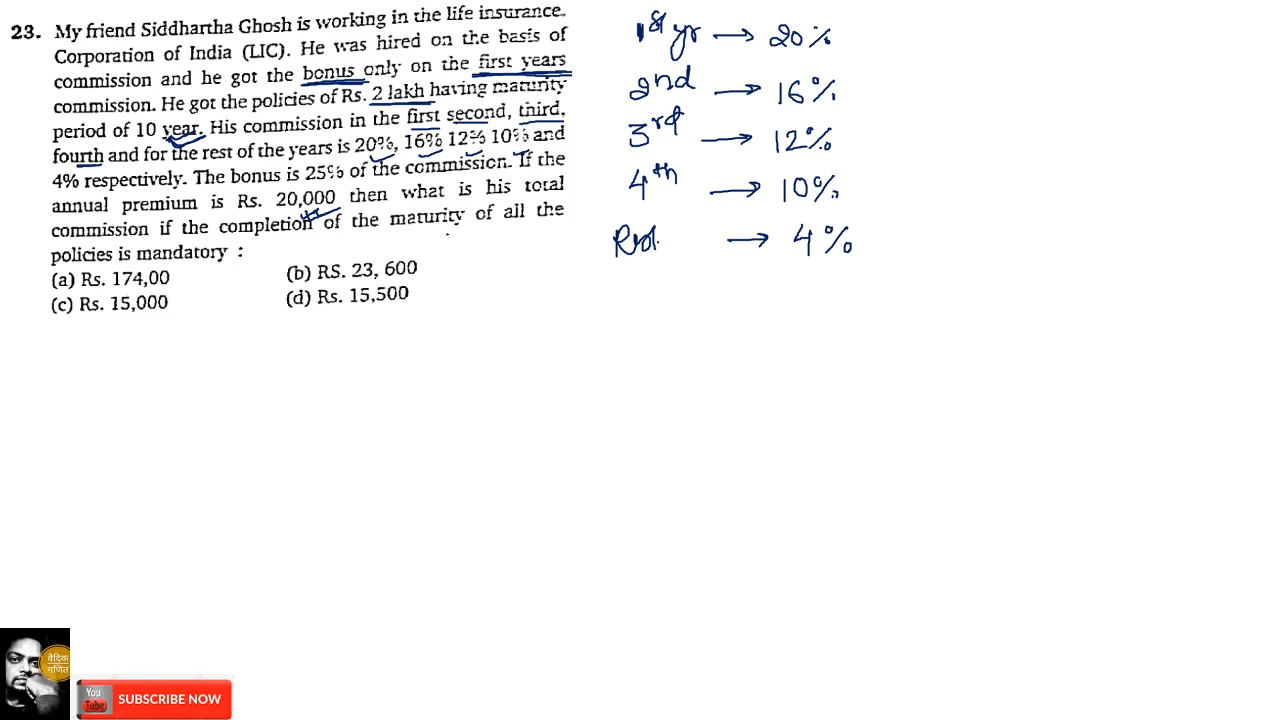 23. My friend Siddhartha Ghosh is working in the life insurance
Corporation of India (LIC). He was hired on the basis of
commission and he got the bonus only on the first years
commission. He got the policies of Rs. 2 lakh having maturity
period of 10 year. His commission in the first second, third,
fourth and for the rest of the years is 20%, 16% 12% 10% and
4% respectively. The bonus is 25% of the commission. If the
annual premium is Rs. 20,000 then what is his total
commission if the completion of the maturity of all the
policies is mandatory :
(a) Rs. 174,00 (b) RS. 23, 600
(c) Rs. 15,000 (d) Rs. 15,500
1st yr → 20%
2nd → 16%
3rd → 12%
4th → 10%
→ 4%
वैदिक
गणित
You
Tube
SUBSCRIBE NOW